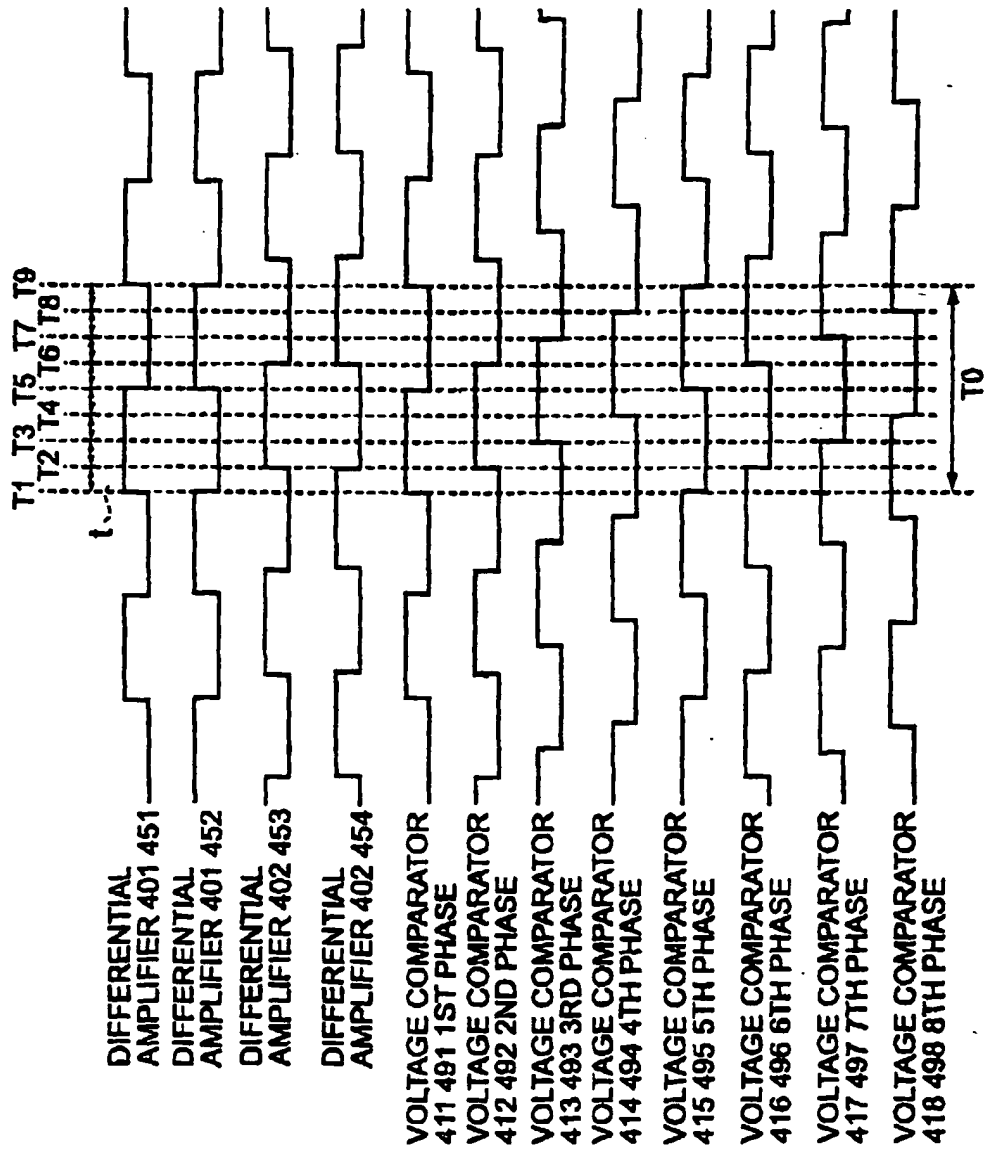 DIFFERENTIAL
AMPLIFIER 401 451
DIFFERENTIAL
AMPLIFIER 401 452
DIFFERENTIAL
AMPLIFIER 402 453
DIFFERENTIAL
AMPLIFIER 402 454
VOLTAGE COMPARATOR
411 491 1ST PHASE
VOLTAGE COMPARATOR
412 492 2ND PHASE
VOLTAGE COMPARATOR
413 493 3RD PHASE
VOLTAGE COMPARATOR
414 494 4TH PHASE
VOLTAGE COMPARATOR
415 495 5TH PHASE
VOLTAGE COMPARATOR
416 496 6TH PHASE
VOLTAGE COMPARATOR
417 497 7TH PHASE
VOLTAGE COMPARATOR
418 498 8TH PHASE
T1 T3 T5 T7 T9
T2 T4 T6 T8
t
T0